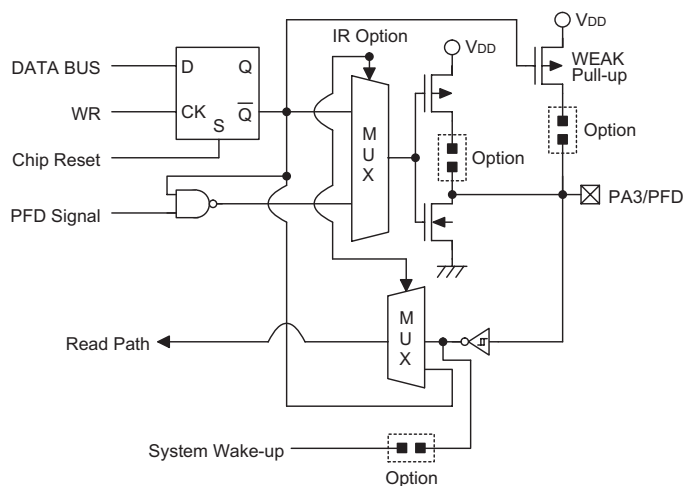 VDD
IR Option
VDD
WEAK
Pull-up
DATA BUS
D
Q
WR
CK
Q
S
M
U
X
Option
Option
Chip Reset
PFD Signal
PA3/PFD
M
U
X
Read Path
System Wake-up
Option